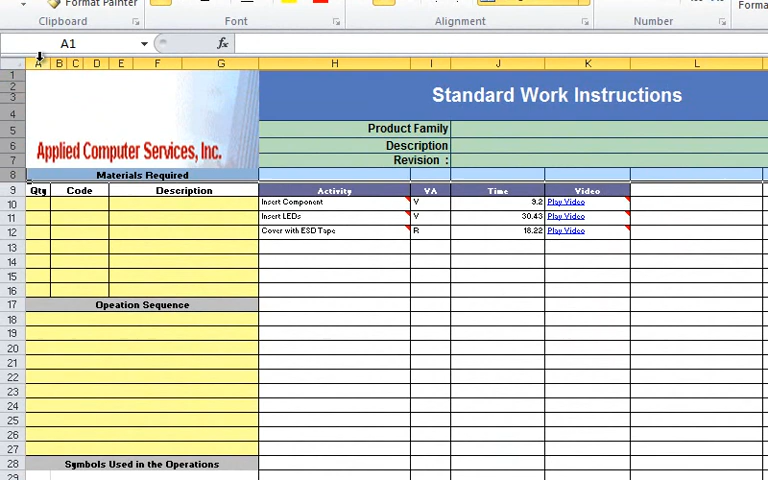 Format Painter
Forma
Clipboard
Font
Alignment
Number
A1
fx
A B C D E F G H I J K L
1
2
3
Standard Work Instructions
4
5 Product Family
6 Description
Applied Computer Services, Inc.
7 Revision :
8 Materials Required
9 Qty Code Description Activity VA Time Video
10 Insert Component V 9.2 Play Video
11 Insert LEDs V 30.43 Play Video
12 Cover with ESD Tape R 18.22 Play Video
13
14
15
16
17 Opeation Sequence
18
19
20
21
22
23
24
25
26
27
28 Symbols Used in the Operations
29